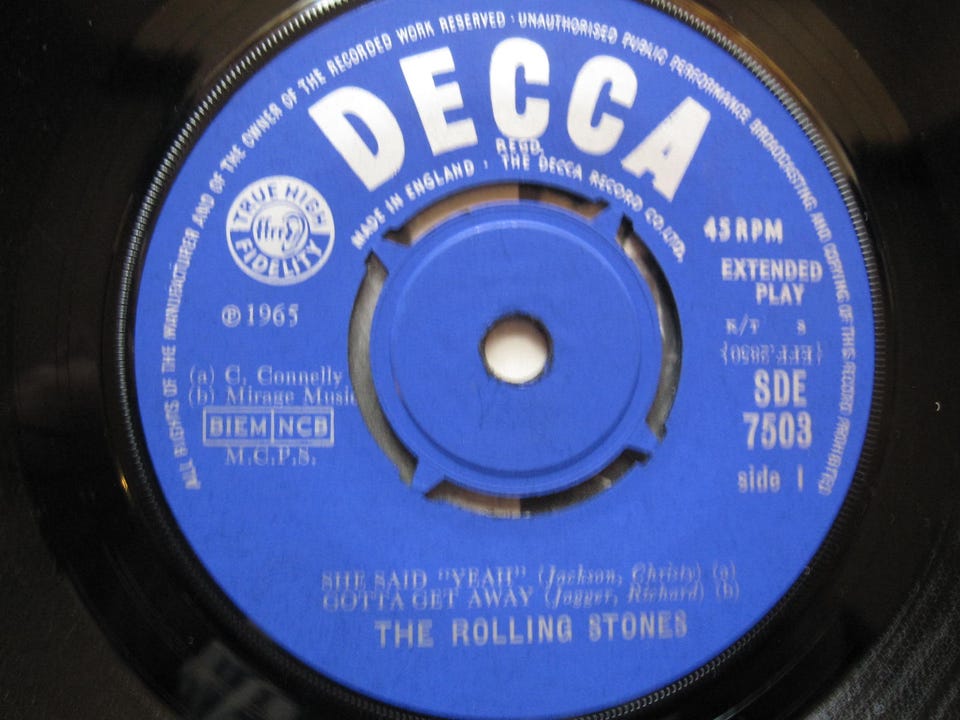 ALL RIGHTS OF THE MANUFACTURER AND OF THE OWNER OF THE RECORDED WORK RESERVED · UNAUTHORISED PUBLIC PERFORMANCE BROADCASTING AND COPYING OF THIS RECORD PROHIBITED
DECCA
REGD.
MADE IN ENGLAND · THE DECCA RECORD CO. LTD.
TRUE HIGH
ffrr
FIDELITY
45 RPM
EXTENDED
PLAY
℗ 1965
(a) C. Connelly
(b) Mirage Music
BIEM NCB
M.C.P.S.
SDE
7503
side 1
SHE SAID "YEAH" (Jackson, Christy) (a)
GOTTA GET AWAY (Jagger, Richard) (b)
THE ROLLING STONES